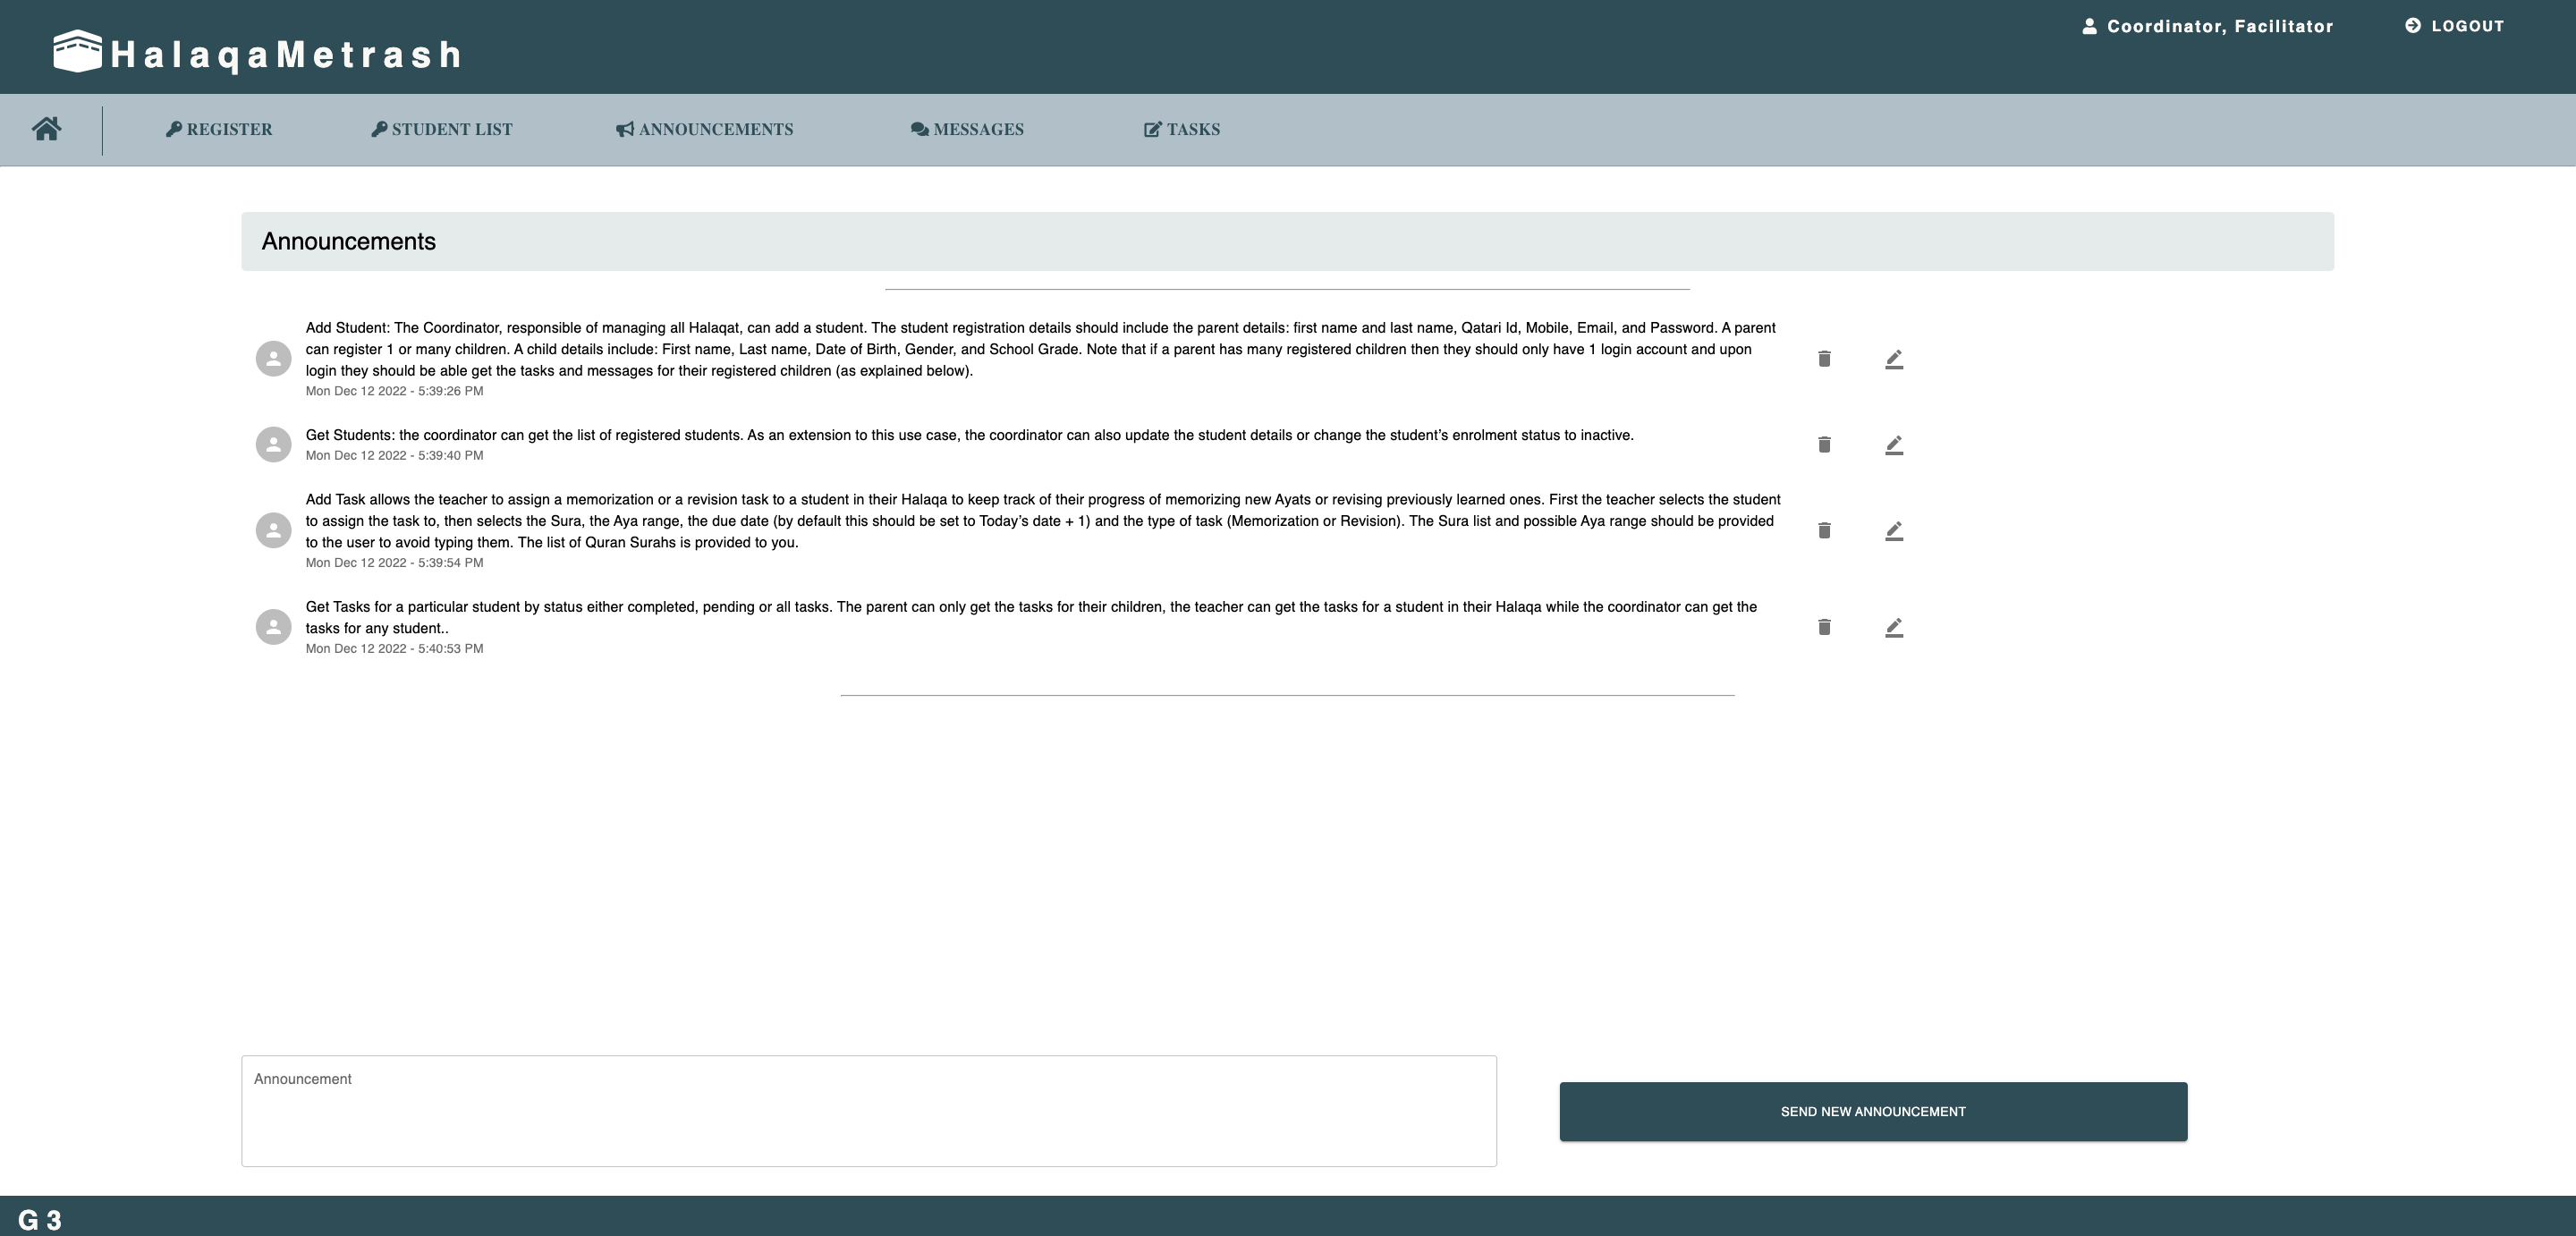 HalaqaMetrash
Coordinator, Facilitator
LOGOUT
REGISTER
STUDENT LIST
ANNOUNCEMENTS
MESSAGES
TASKS
Announcements
Add Student: The Coordinator, responsible of managing all Halaqat, can add a student. The student registration details should include the parent details: first name and last name, Qatari Id, Mobile, Email, and Password. A parent
can register 1 or many children. A child details include: First name, Last name, Date of Birth, Gender, and School Grade. Note that if a parent has many registered children then they should only have 1 login account and upon
login they should be able get the tasks and messages for their registered children (as explained below).
Mon Dec 12 2022 - 5:39:26 PM
Get Students: the coordinator can get the list of registered students. As an extension to this use case, the coordinator can also update the student details or change the student’s enrolment status to inactive.
Mon Dec 12 2022 - 5:39:40 PM
Add Task allows the teacher to assign a memorization or a revision task to a student in their Halaqa to keep track of their progress of memorizing new Ayats or revising previously learned ones. First the teacher selects the student
to assign the task to, then selects the Sura, the Aya range, the due date (by default this should be set to Today’s date + 1) and the type of task (Memorization or Revision). The Sura list and possible Aya range should be provided
to the user to avoid typing them. The list of Quran Surahs is provided to you.
Mon Dec 12 2022 - 5:39:54 PM
Get Tasks for a particular student by status either completed, pending or all tasks. The parent can only get the tasks for their children, the teacher can get the tasks for a student in their Halaqa while the coordinator can get the
tasks for any student..
Mon Dec 12 2022 - 5:40:53 PM
Announcement
SEND NEW ANNOUNCEMENT
G 3